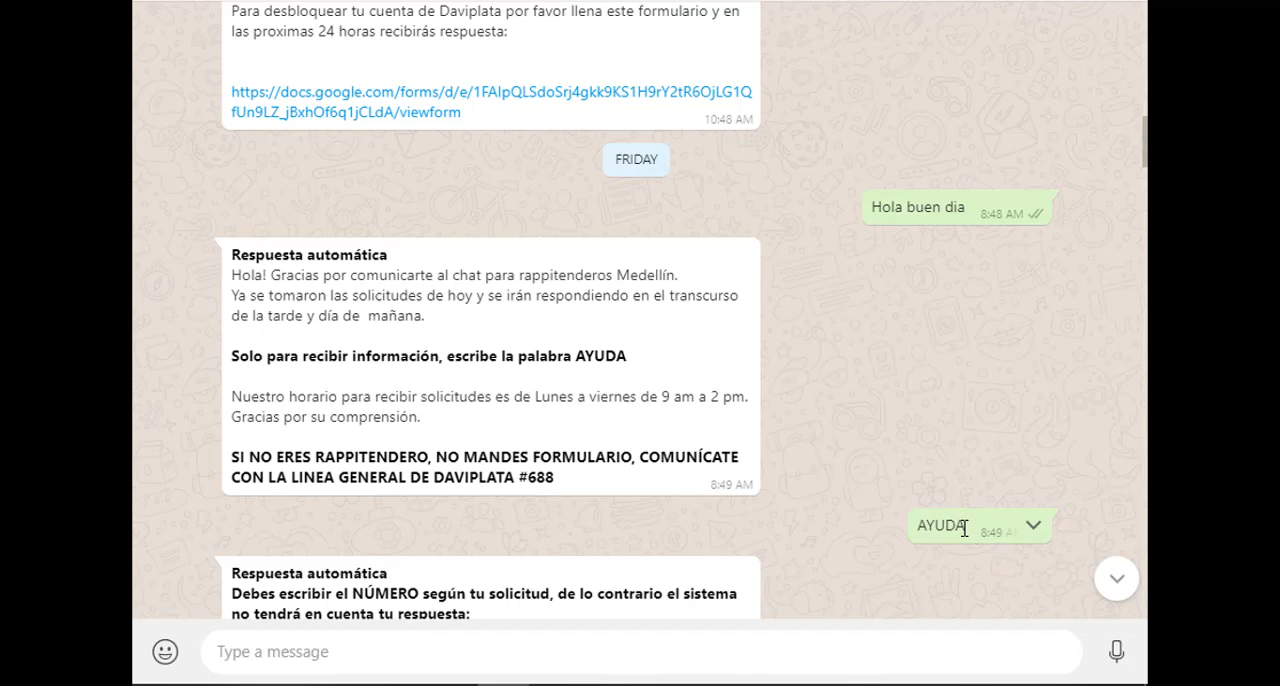 Para desbloquear tu cuenta de Daviplata por favor llena este formulario y en
las proximas 24 horas recibirás respuesta:
https://docs.google.com/forms/d/e/1FAIpQLSdoSrj4gkk9KS1H9rY2tR6OjLG1Q
fUn9LZ_jBxhOf6q1jCLdA/viewform
10:48 AM
FRIDAY
Hola buen dia
8:48 AM
Respuesta automática
Hola! Gracias por comunicarte al chat para rappitenderos Medellín.
Ya se tomaron las solicitudes de hoy y se irán respondiendo en el transcurso
de la tarde y día de mañana.
Solo para recibir información, escribe la palabra AYUDA
Nuestro horario para recibir solicitudes es de Lunes a viernes de 9 am a 2 pm.
Gracias por su comprensión.
SI NO ERES RAPPITENDERO, NO MANDES FORMULARIO, COMUNÍCATE
CON LA LINEA GENERAL DE DAVIPLATA #688
8:49 AM
AYUDA
8:49 A
Respuesta automática
Debes escribir el NÚMERO según tu solicitud, de lo contrario el sistema
no tendrá en cuenta tu respuesta:
Type a message